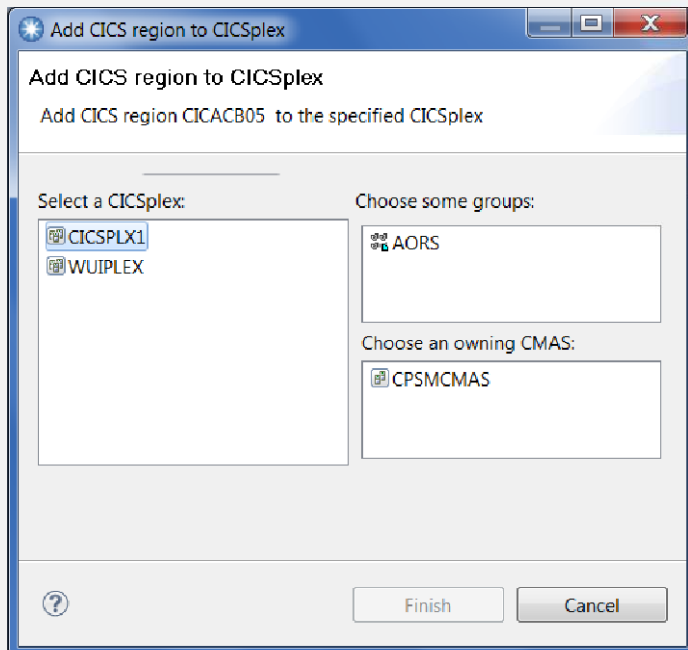 Add CICS region to CICSplex
Add CICS region to CICSplex
Add CICS region CICACB05 to the specified CICSplex
Select a CICSplex:
CICSPLX1
WUIPLEX
Choose some groups:
AORS
Choose an owning CMAS:
CPSMCMAS
?
Finish
Cancel